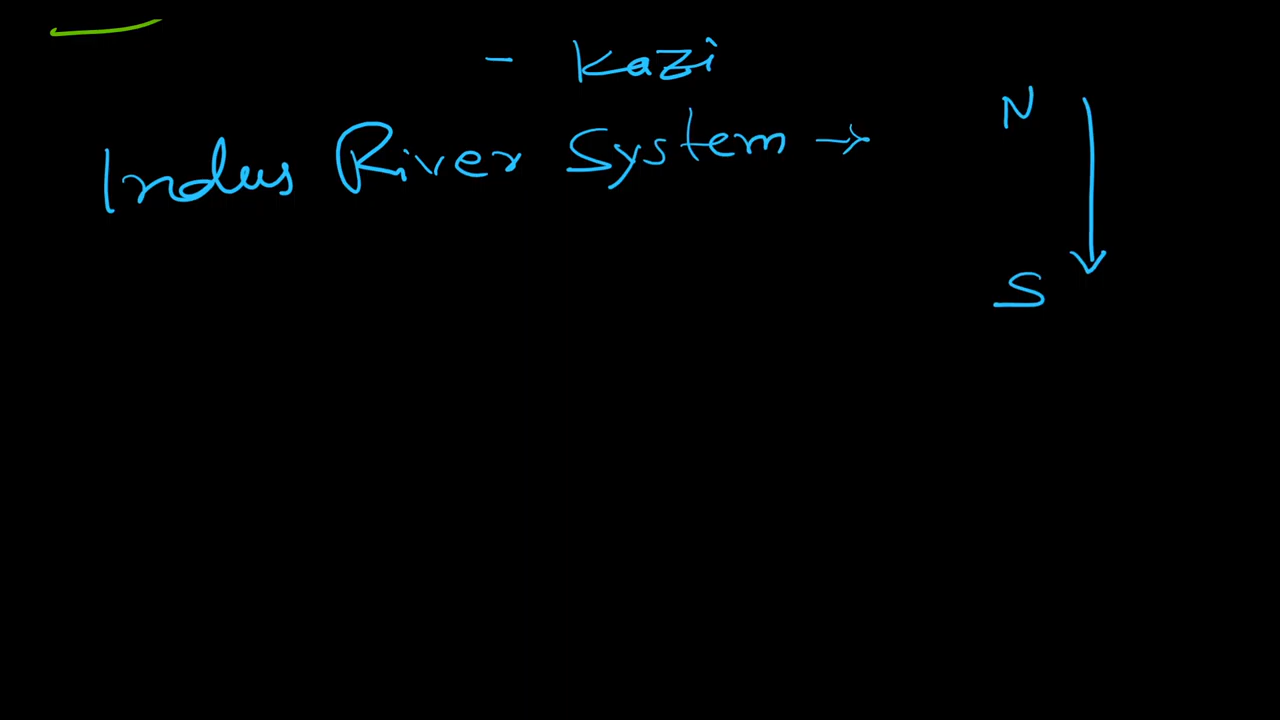 - Kazi
Indus River System → N
S